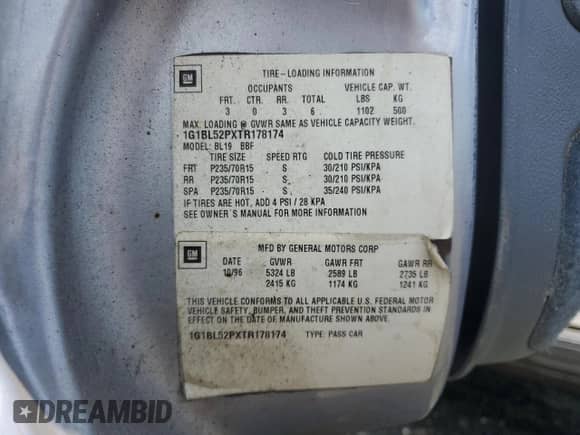 GM
TIRE-LOADING INFORMATION
OCCUPANTS VEHICLE CAP. WT.
FRT. CTR. RR. TOTAL LBS KG
3 0 3 6 1102 500
MAX. LOADING @ GVWR SAME AS VEHICLE CAPACITY WEIGHT.
1G1BL52PXTR178174
MODEL: BL19 BBF
TIRE SIZE SPEED RTG COLD TIRE PRESSURE
FRT P235/70R15 S 30/210 PSI/KPA
RR P235/70R15 S 30/210 PSI/KPA
SPA P235/70R15 S 35/240 PSI/KPA
IF TIRES ARE HOT, ADD 4 PSI / 28 KPA
SEE OWNER'S MANUAL FOR MORE INFORMATION
GM
MFD BY GENERAL MOTORS CORP
DATE GVWR GAWR FRT GAWR RR
10/96 5324 LB 2589 LB 2735 LB
2415 KG 1174 KG 1241 KG
THIS VEHICLE CONFORMS TO ALL APPLICABLE U.S. FEDERAL MOTOR
VEHICLE SAFETY, BUMPER, AND THEFT PREVENTION STANDARDS IN
EFFECT ON THE DATE OF MANUFACTURE SHOWN ABOVE.
1G1BL52PXTR178174 TYPE: PASS CAR
DREAMBID